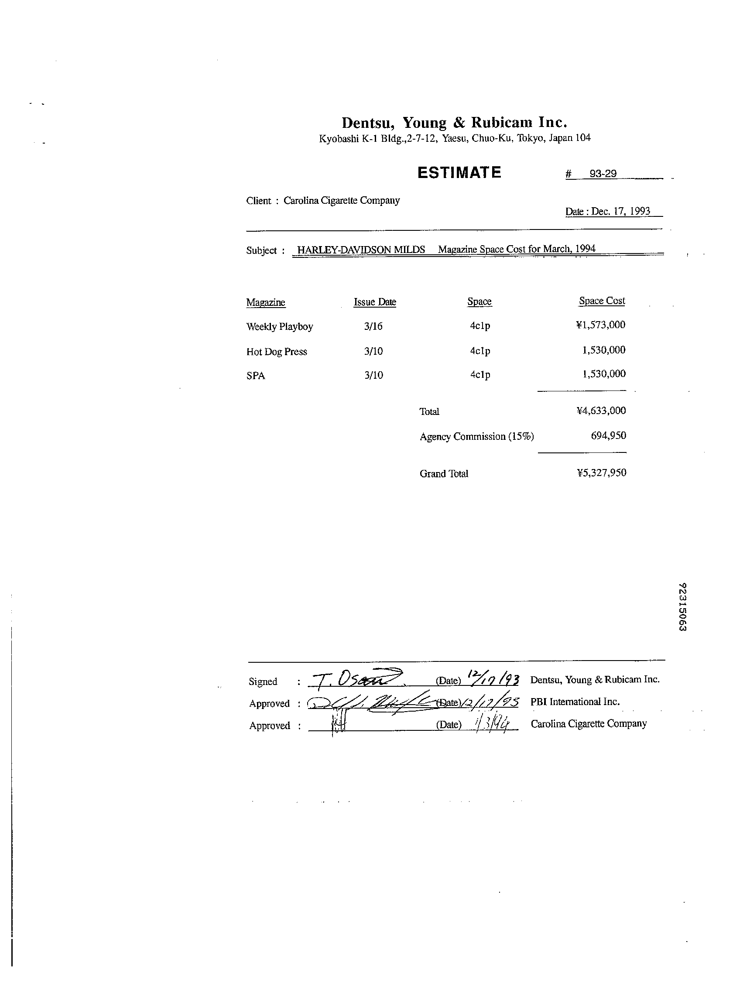 Dentsu, Young & Rubicam Inc.
Kyobashi K-1 Bldg.,2-7-12, Yaesu, Chuo-Ku, Tokyo, Japan 104
ESTIMATE # 93-29
Client : Carolina Cigarette Company
Date : Dec. 17, 1993
Subject : HARLEY-DAVIDSON MILDS Magazine Space Cost for March, 1994
Magazine Issue Date Space Space Cost
Weekly Playboy 3/16 4c1p ¥1,573,000
Hot Dog Press 3/10 4c1p 1,530,000
SPA 3/10 4c1p 1,530,000
Total ¥4,633,000
Agency Commission (15%) 694,950
Grand Total ¥5,327,950
92315063
Signed : T. (Date) 12/17/93 Dentsu, Young & Rubicam Inc.
Approved : (Date) 12/17/95 PBI International Inc.
Approved : (Date) 1/3/94 Carolina Cigarette Company